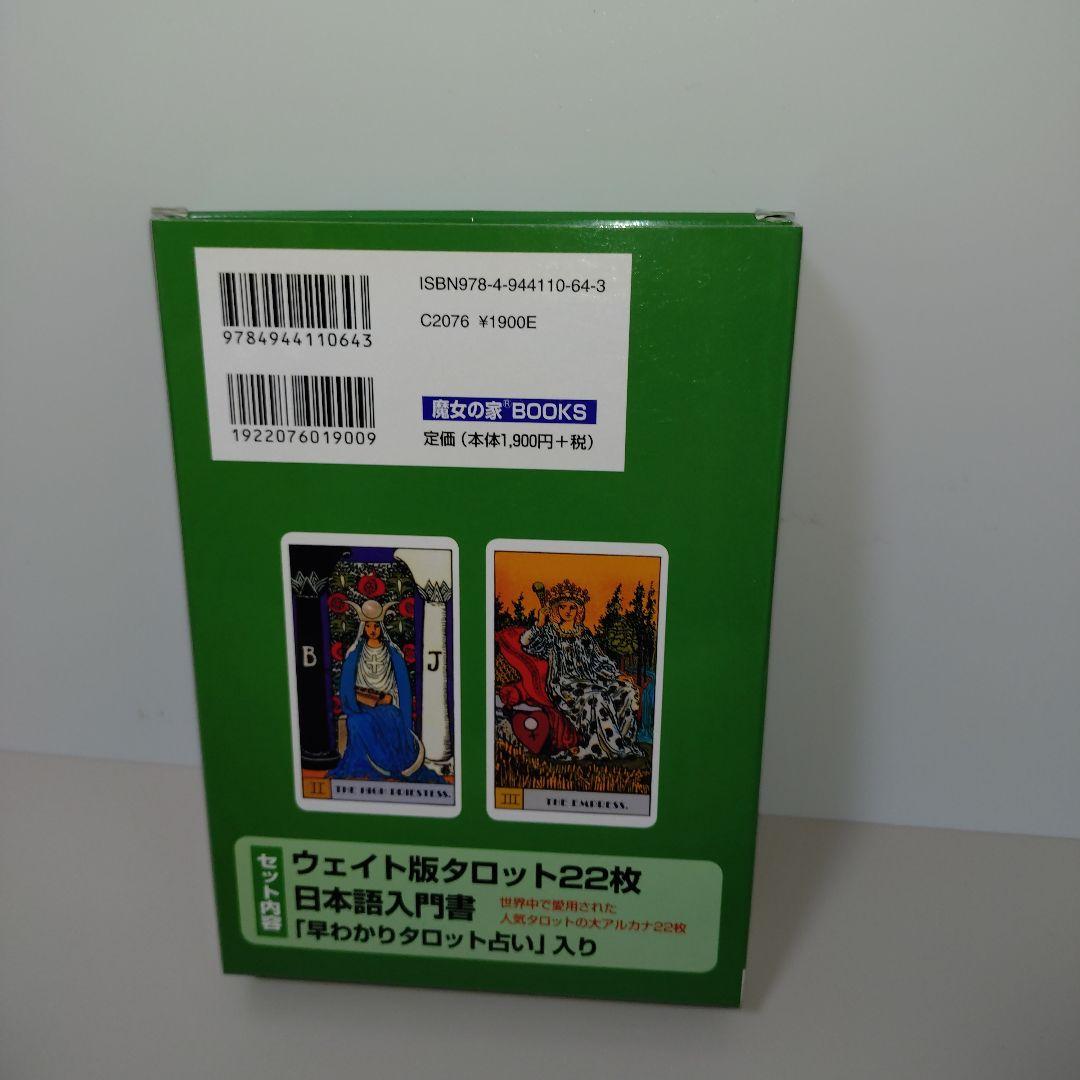 ISBN978-4-944110-64-3
C2076 ¥1900E
9784944110643
1922076019009
魔女の家®BOOKS
定価(本体1,900円+税)
B
J
II
THE HIGH PRIESTESS.
III
THE EMPRESS.
セット内容
ウェイト版タロット22枚
日本語入門書
世界中で愛用された
人気タロットの大アルカナ22枚
「早わかりタロット占い」入り